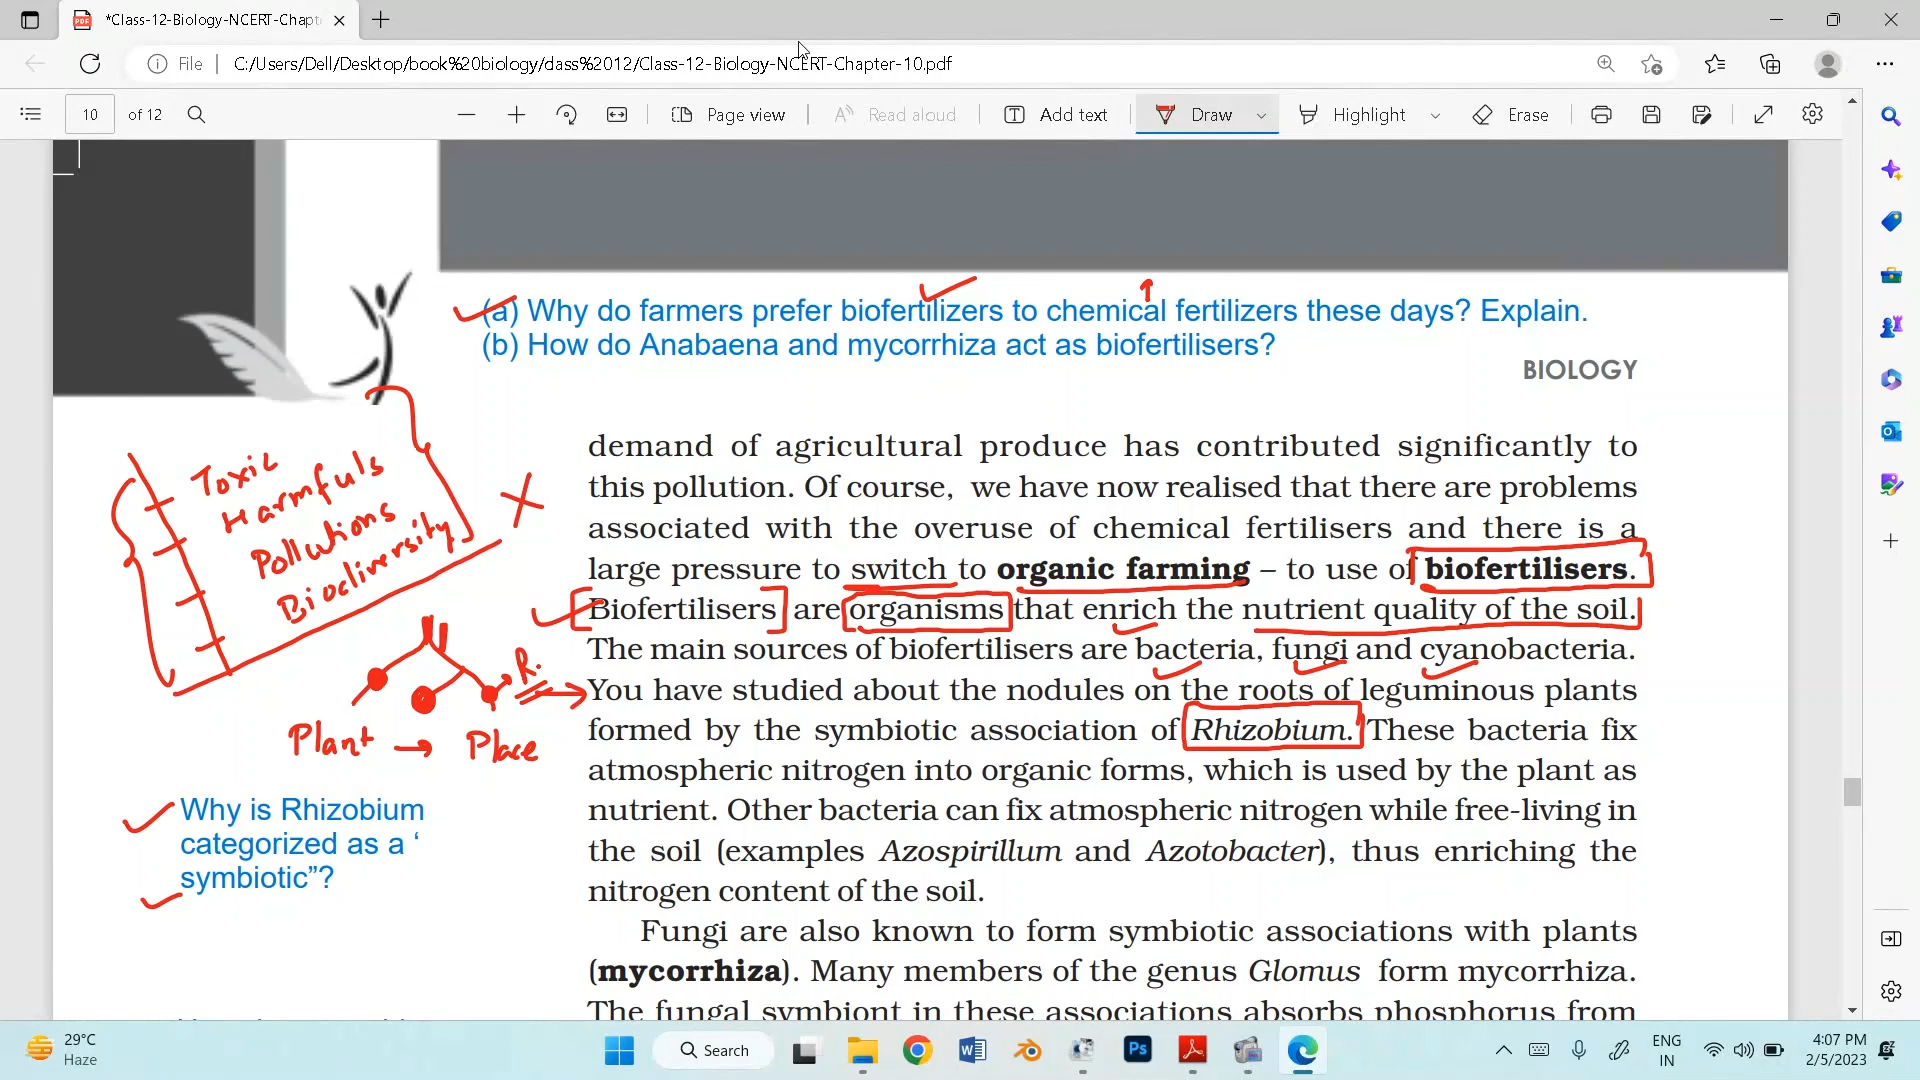 *Class-12-Biology-NCERT-Chapt
File
C:/Users/Dell/Desktop/book%20biology/class%2012/Class-12-Biology-NCERT-Chapter-10.pdf
10 of 12
Page view
Read aloud
Add text
Draw
Highlight
Erase
(a) Why do farmers prefer biofertilizers to chemical fertilizers these days? Explain.
(b) How do Anabaena and mycorrhiza act as biofertilisers?
BIOLOGY
Toxic
Harmfuls
Pollutions
Biodiversity
R.
Plant → Place
Why is Rhizobium
categorized as a ‘
symbiotic”?
demand of agricultural produce has contributed significantly to
this pollution. Of course, we have now realised that there are problems
associated with the overuse of chemical fertilisers and there is a
large pressure to switch to organic farming – to use of biofertilisers.
Biofertilisers are organisms that enrich the nutrient quality of the soil.
The main sources of biofertilisers are bacteria, fungi and cyanobacteria.
You have studied about the nodules on the roots of leguminous plants
formed by the symbiotic association of Rhizobium. These bacteria fix
atmospheric nitrogen into organic forms, which is used by the plant as
nutrient. Other bacteria can fix atmospheric nitrogen while free-living in
the soil (examples Azospirillum and Azotobacter), thus enriching the
nitrogen content of the soil.
Fungi are also known to form symbiotic associations with plants
(mycorrhiza). Many members of the genus Glomus form mycorrhiza.
The fungal symbiont in these associations absorbs phosphorus from
29°C
Haze
Search
ENG
IN
4:07 PM
2/5/2023